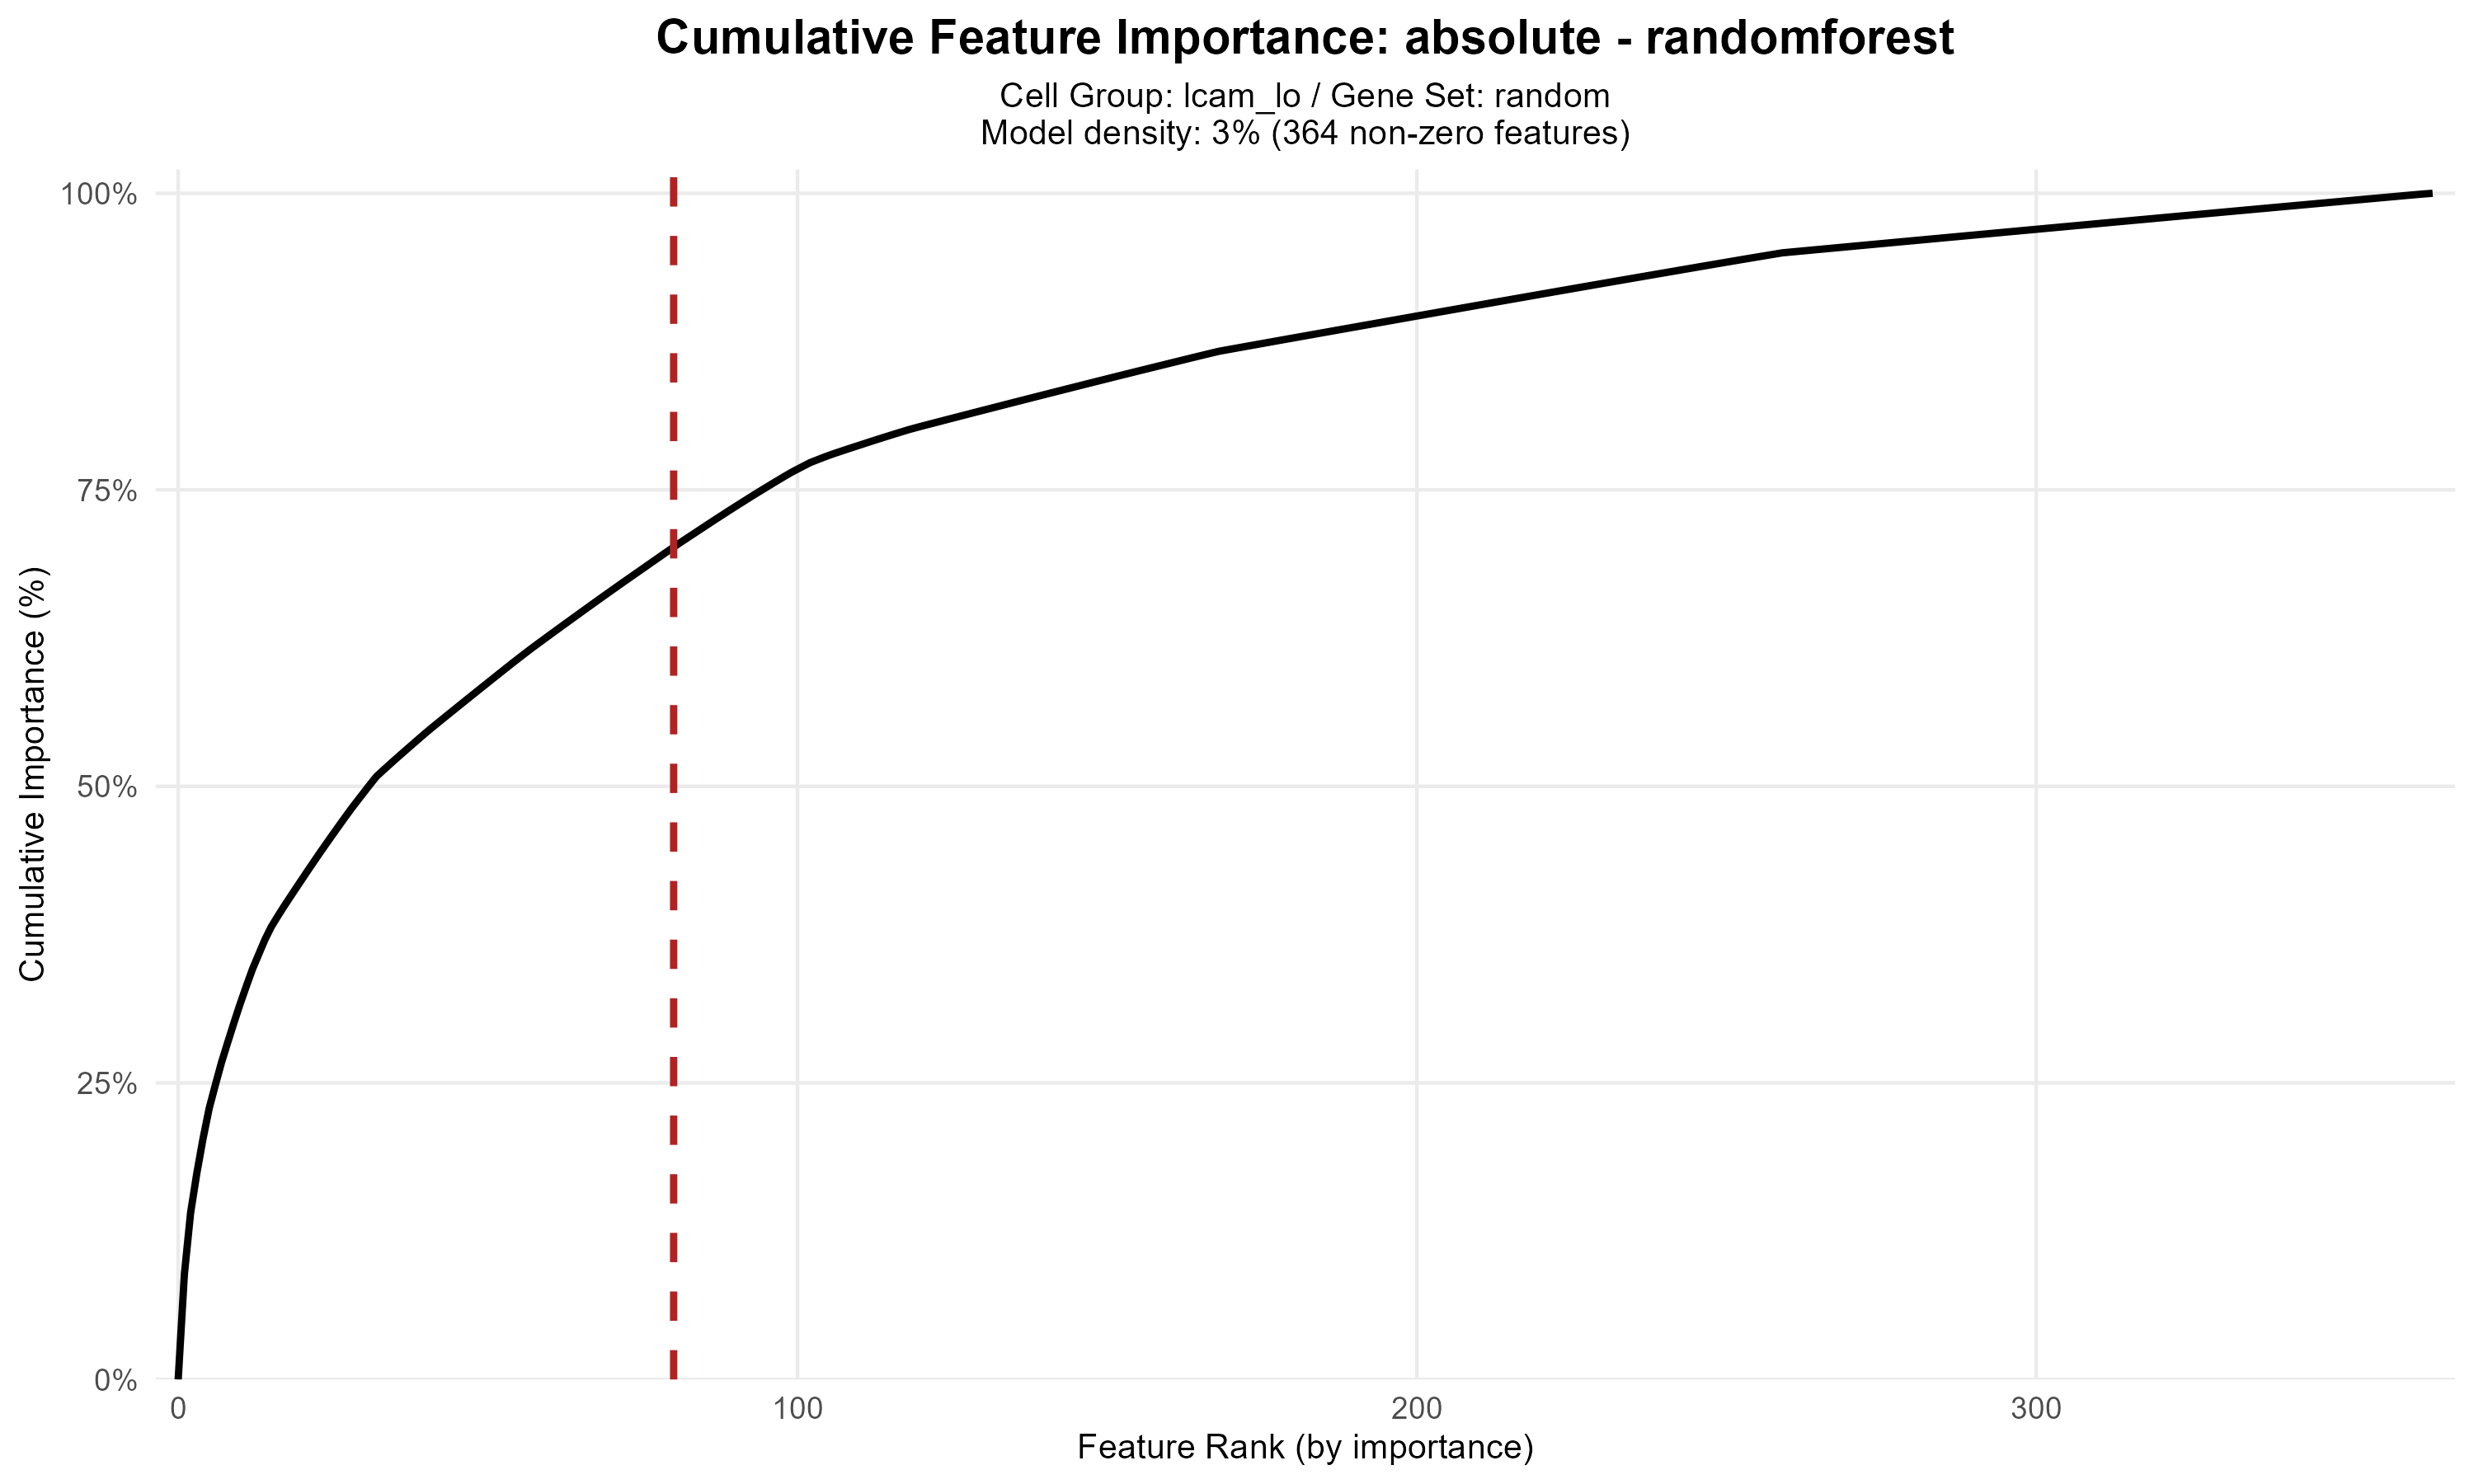 Cumulative Feature Importance: absolute - randomforest
Cell Group: lcam_lo / Gene Set: random
Model density: 3% (364 non-zero features)
100%
75%
50%
25%
0%
Cumulative Importance (%)
0 100 200 300
Feature Rank (by importance)